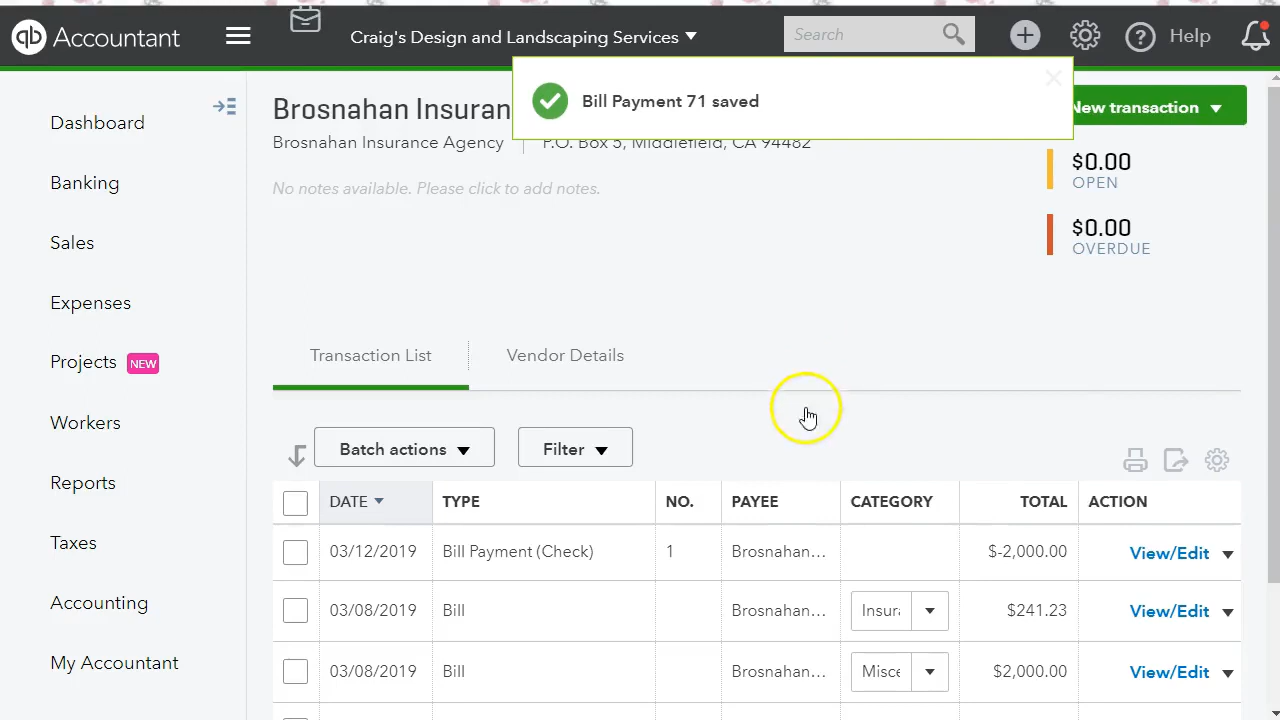 qb Accountant
Craig's Design and Landscaping Services
Search
Help
Bill Payment 71 saved
New transaction
Dashboard
Banking
Sales
Expenses
Projects NEW
Workers
Reports
Taxes
Accounting
My Accountant
Brosnahan Insuran
Brosnahan Insurance Agency
P.O. Box 5, Middlefield, CA 94482
No notes available. Please click to add notes.
$0.00
OPEN
$0.00
OVERDUE
Transaction List
Vendor Details
Batch actions
Filter
DATE TYPE NO. PAYEE CATEGORY TOTAL ACTION
03/12/2019 Bill Payment (Check) 1 Brosnahan... $-2,000.00 View/Edit
03/08/2019 Bill Brosnahan... Insur $241.23 View/Edit
03/08/2019 Bill Brosnahan... Misce $2,000.00 View/Edit